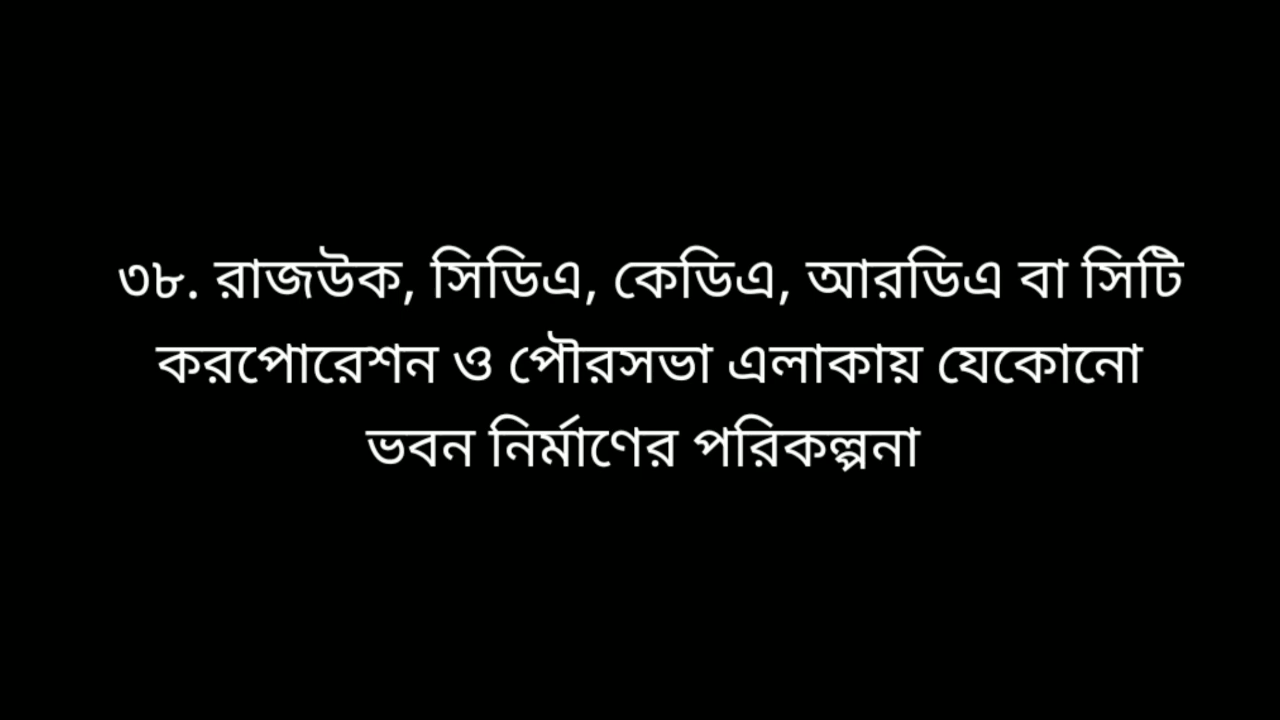 ৩৮. রাজউক, সিডিএ, কেডিএ, আরডিএ বা সিটি
করপোরেশন ও পৌরসভা এলাকায় যেকোনো
ভবন নির্মাণের পরিকল্পনা